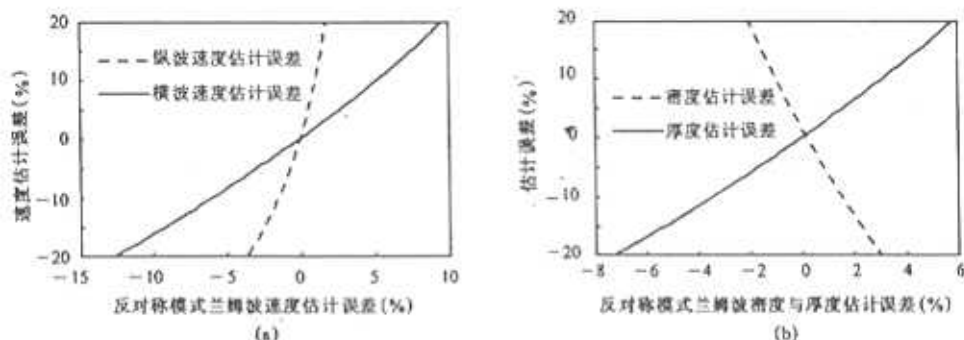 20
10
0
-10
-20
纵波速度估计误差
横波速度估计误差
速度估计误差(%)
-15 -10 -5 0 5 10
反对称模式兰姆波速度估计误差(%)
(a)
20
10
0
-10
-20
密度估计误差
厚度估计误差
估计误差(%)
-8 -6 -4 -2 0 2 4 6
反对称模式兰姆波密度与厚度估计误差(%)
(b)